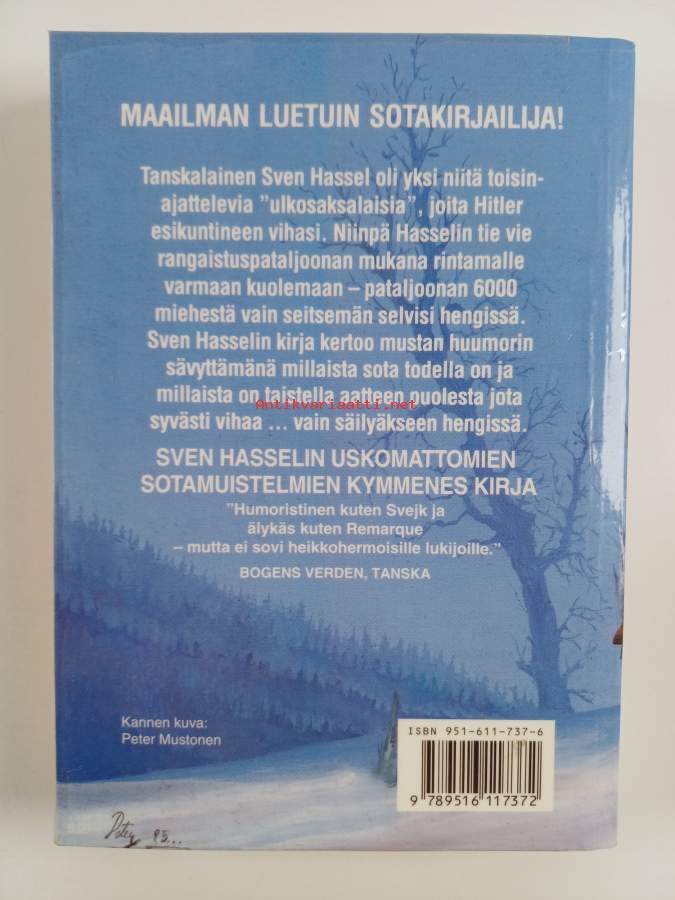 MAAILMAN LUETUIN SOTAKIRJAILIJA!
Tanskalainen Sven Hassel oli yksi niitä toisin-
ajattelevia "ulkosaksalaisia", joita Hitler
esikuntineen vihasi. Niinpä Hasselin tie vie
rangaistuspataljoonan mukana rintamalle
varmaan kuolemaan – pataljoonan 6000
miehestä vain seitsemän selvisi hengissä.
Sven Hasselin kirja kertoo mustan huumorin
sävyttämänä millaista sota todella on ja
millaista on taistella aatteen puolesta jota
Antikvariaatti.net
syvästi vihaa ... vain säilyäkseen hengissä.
SVEN HASSELIN USKOMATTOMIEN
SOTAMUISTELMIEN KYMMENES KIRJA
"Humoristinen kuten Svejk ja
älykäs kuten Remarque
– mutta ei sovi heikkohermoisille lukijoille."
BOGENS VERDEN, TANSKA
Kannen kuva:
Peter Mustonen
ISBN 951-611-737-6
9 789516 117372